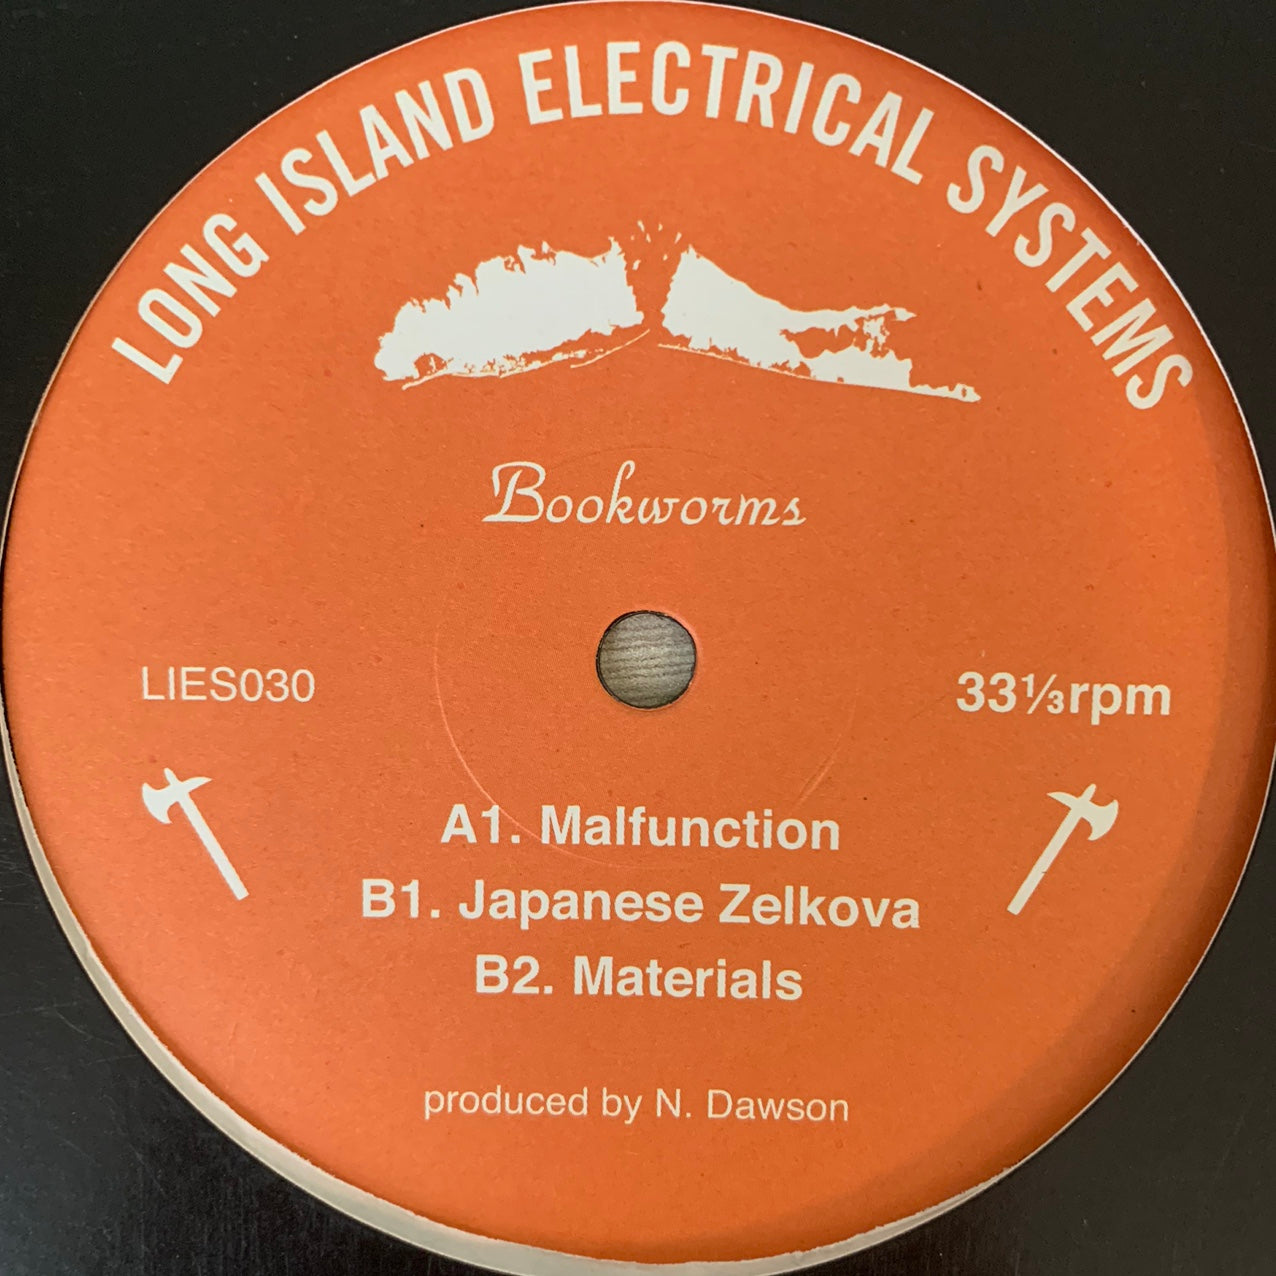 LONG ISLAND ELECTRICAL SYSTEMS
Bookworms
LIES030
33⅓rpm
A1. Malfunction
B1. Japanese Zelkova
B2. Materials
produced by N. Dawson